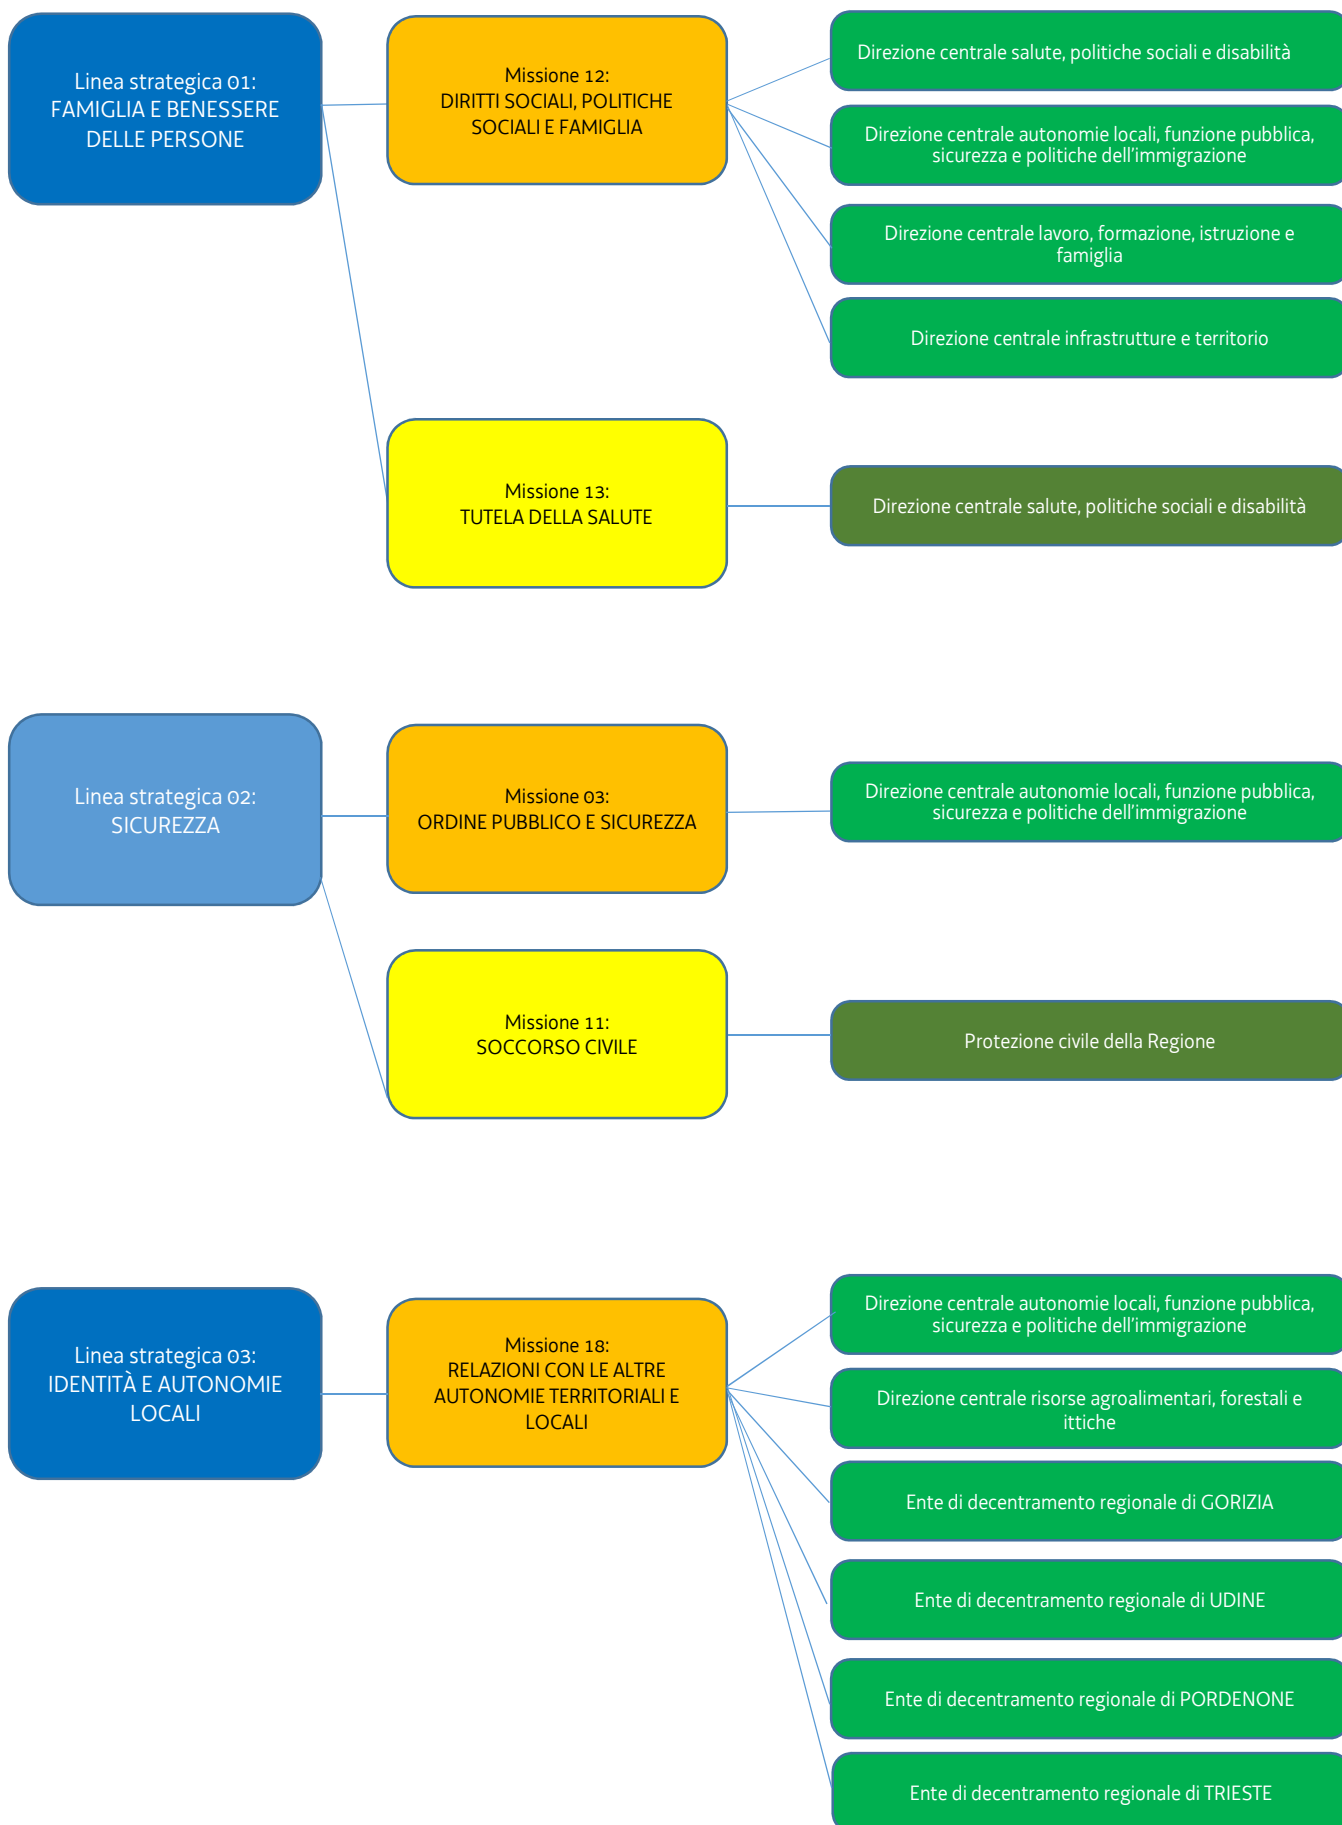 Linea strategica 01:
FAMIGLIA E BENESSERE
DELLE PERSONE
Missione 12:
DIRITTI SOCIALI, POLITICHE
SOCIALI E FAMIGLIA
Direzione centrale salute, politiche sociali e disabilità
Direzione centrale autonomie locali, funzione pubblica,
sicurezza e politiche dell'immigrazione
Direzione centrale lavoro, formazione, istruzione e
famiglia
Direzione centrale infrastrutture e territorio
Missione 13:
TUTELA DELLA SALUTE
Direzione centrale salute, politiche sociali e disabilità
Linea strategica 02:
SICUREZZA
Missione 03:
ORDINE PUBBLICO E SICUREZZA
Direzione centrale autonomie locali, funzione pubblica,
sicurezza e politiche dell'immigrazione
Missione 11:
SOCCORSO CIVILE
Protezione civile della Regione
Linea strategica 03:
IDENTITÀ E AUTONOMIE
LOCALI
Missione 18:
RELAZIONI CON LE ALTRE
AUTONOMIE TERRITORIALI E
LOCALI
Direzione centrale autonomie locali, funzione pubblica,
sicurezza e politiche dell'immigrazione
Direzione centrale risorse agroalimentari, forestali e
ittiche
Ente di decentramento regionale di GORIZIA
Ente di decentramento regionale di UDINE
Ente di decentramento regionale di PORDENONE
Ente di decentramento regionale di TRIESTE